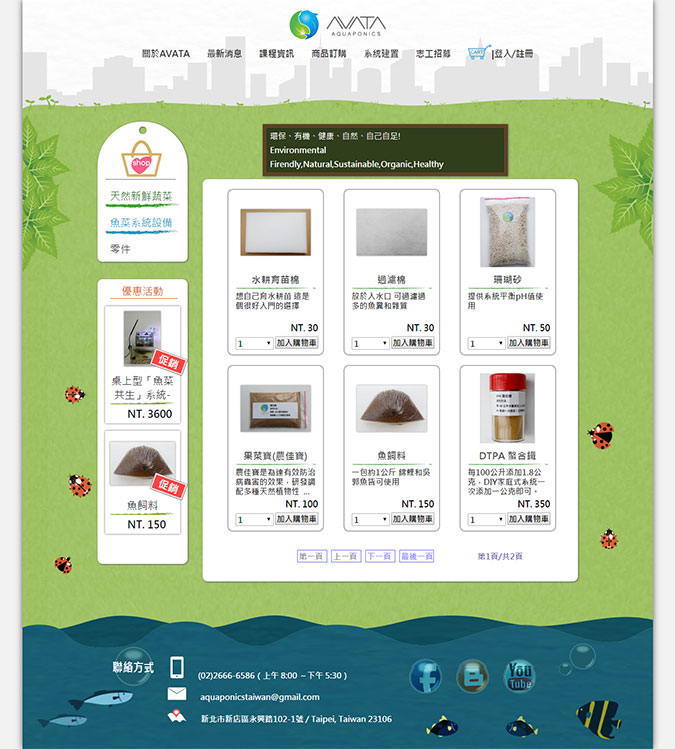 AVATA
AQUAPONICS
關於AVATA 最新消息 課程資訊 商品訂購 系統建置 志工招募 CART |登入/註冊
環保、有機、健康、自然、自己自足!
Environmental
Firendly,Natural,Sustainable,Organic,Healthy
shop
天然新鮮蔬菜
魚菜系統設備
零件
優惠活動
促銷
桌上型「魚菜
共生」系統-
NT. 3600
促銷
魚飼料
NT. 150
水耕育苗棉
想自己育水耕苗 這是
個很好入門的選擇
NT. 30
1 加入購物車
過濾棉
放於入水口 可過濾過
多的魚糞和雜質
NT. 30
1 加入購物車
珊瑚砂
提供系統平衡pH值使
用
NT. 50
1 加入購物車
果菜寶(農佳寶)
農佳寶是為達有效防治
病蟲害的效果，研發調
配多種天然植物性 ...
NT. 100
1 加入購物車
魚飼料
一包約1公斤 錦鯉和吳
郭魚皆可使用
NT. 150
1 加入購物車
DTPA 螯合鐵
每100公升添加1.8公
克，DIY家庭式系統一
次添加一公克即可。
NT. 350
1 加入購物車
第一頁 上一頁 下一頁 最後一頁 第1頁/共2頁
聯絡方式
(02)2666-6586 ( 上午 8:00 ~ 下午 5:30 )
aquaponicstaiwan@gmail.com
新北市新店區永興路102-1號 / Taipei, Taiwan 23106
You
Tube